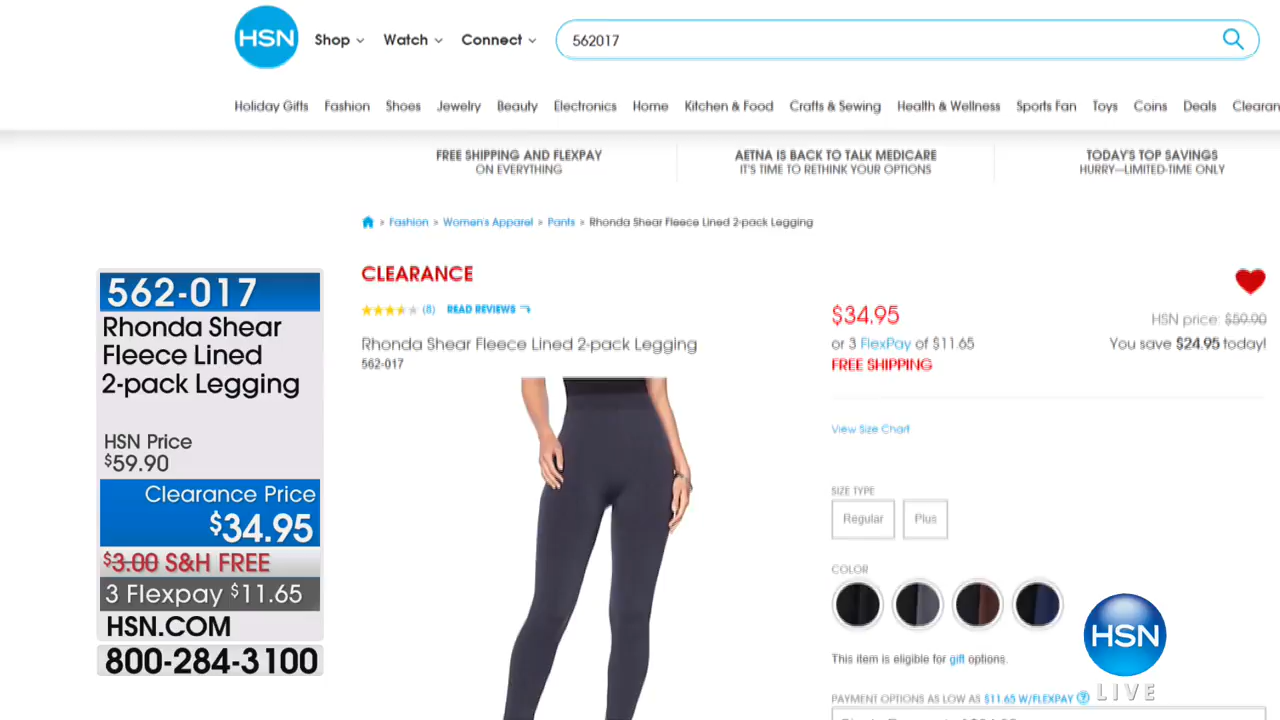 HSN
Shop
Watch
Connect
562017
Holiday Gifts
Fashion
Shoes
Jewelry
Beauty
Electronics
Home
Kitchen & Food
Crafts & Sewing
Health & Wellness
Sports Fan
Toys
Coins
Deals
Clearan
FREE SHIPPING AND FLEXPAY
ON EVERYTHING
AETNA IS BACK TO TALK MEDICARE
IT'S TIME TO RETHINK YOUR OPTIONS
TODAY'S TOP SAVINGS
HURRY—LIMITED-TIME ONLY
» Fashion » Women's Apparel » Pants » Rhonda Shear Fleece Lined 2-pack Legging
562-017
Rhonda Shear
Fleece Lined
2-pack Legging
HSN Price
$59.90
Clearance Price
$34.95
$3.00 S&H FREE
3 Flexpay $11.65
HSN.COM
800-284-3100
CLEARANCE
(8) READ REVIEWS
Rhonda Shear Fleece Lined 2-pack Legging
562-017
$34.95
HSN price: $59.90
or 3 FlexPay of $11.65
You save $24.95 today!
FREE SHIPPING
View Size Chart
SIZE TYPE
Regular
Plus
COLOR
This item is eligible for gift options.
PAYMENT OPTIONS AS LOW AS $11.65 W/FLEXPAY ?
HSN
LIVE